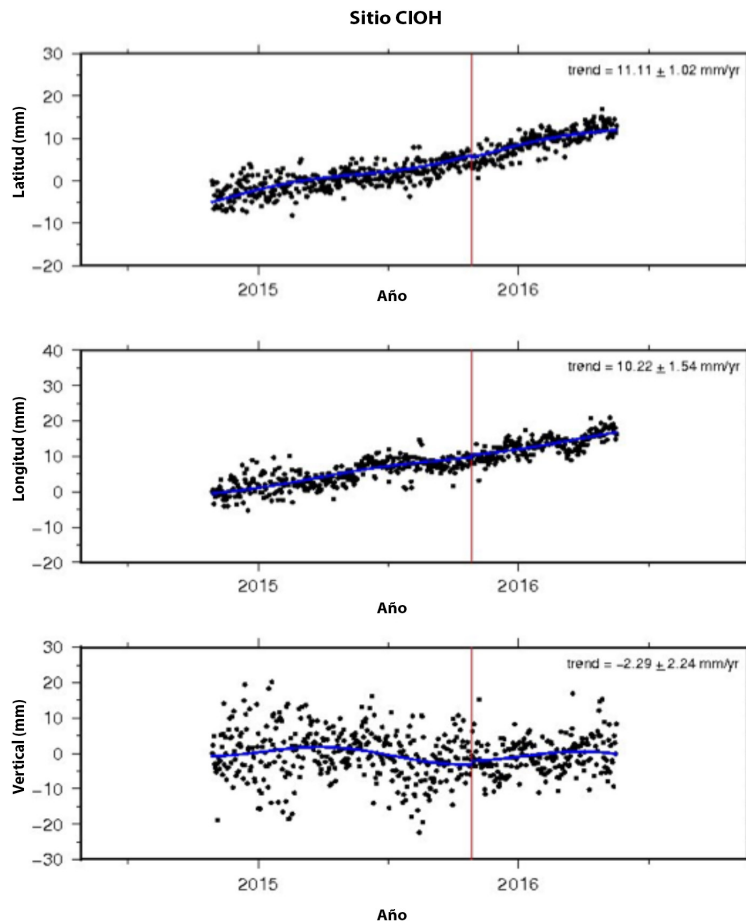 Sitio CIOH
30
20
10
0
−10
−20
Latitud (mm)
trend = 11.11 ± 1.02 mm/yr
2015
2016
Año
40
30
20
10
0
−10
−20
Longitud (mm)
trend = 10.22 ± 1.54 mm/yr
2015
2016
Año
30
20
10
0
−10
−20
−30
Vertical (mm)
trend = −2.29 ± 2.24 mm/yr
2015
2016
Año